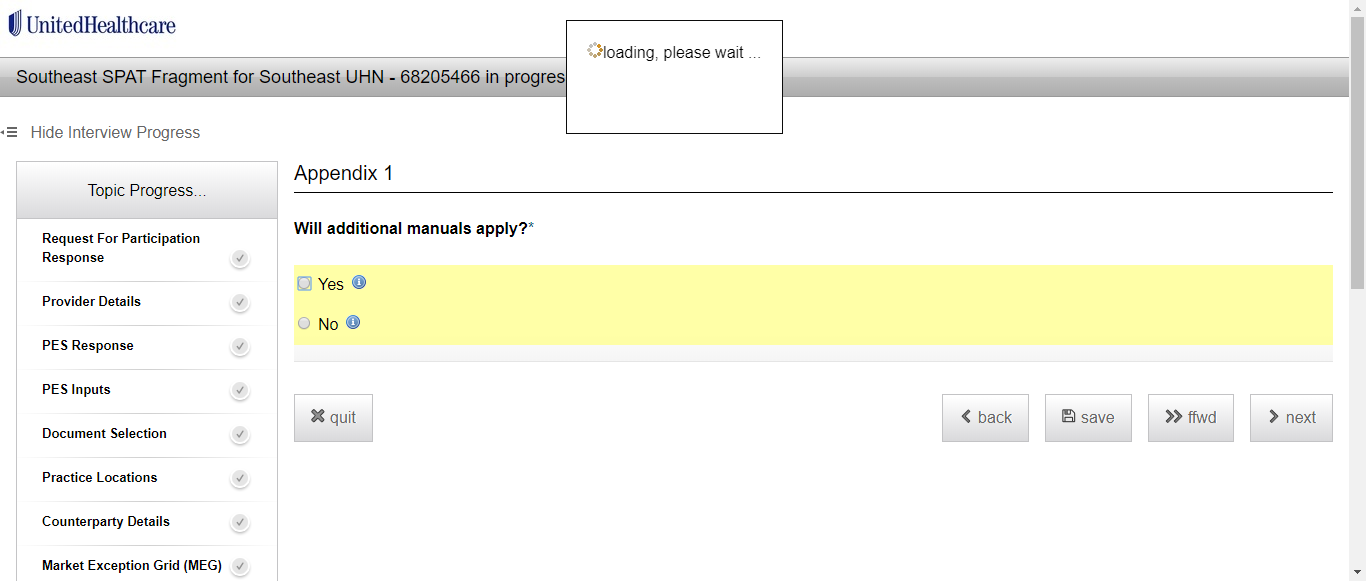 UnitedHealthcare
loading, please wait ...
Southeast SPAT Fragment for Southeast UHN - 68205466 in progres
Hide Interview Progress
Topic Progress...
Request For Participation
Response
Provider Details
PES Response
PES Inputs
Document Selection
Practice Locations
Counterparty Details
Market Exception Grid (MEG)
Appendix 1
Will additional manuals apply?*
Yes
No
quit
back
save
ffwd
next